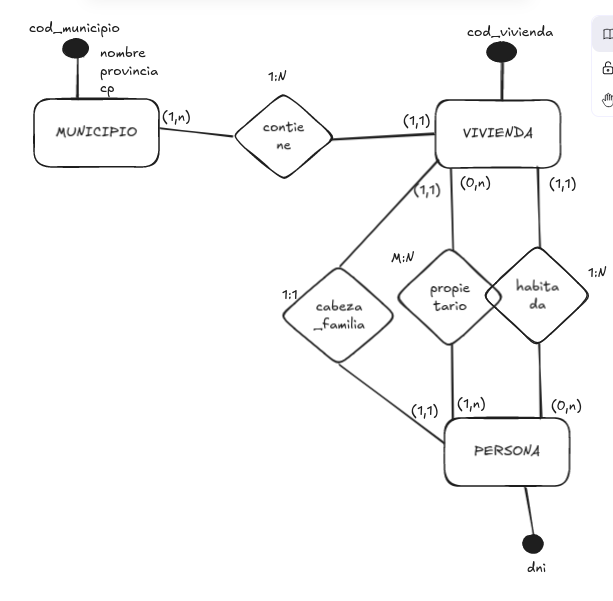 cod_municipio
nombre
provincia
cp
MUNICIPIO
(1,n)
1:N
contie
ne
(1,1)
cod_vivienda
VIVIENDA
(1,1)
(0,n)
(1,1)
1:1
cabeza
_familia
M:N
propie
tario
habita
da
1:N
(1,1)
(1,n)
(0,n)
PERSONA
dni